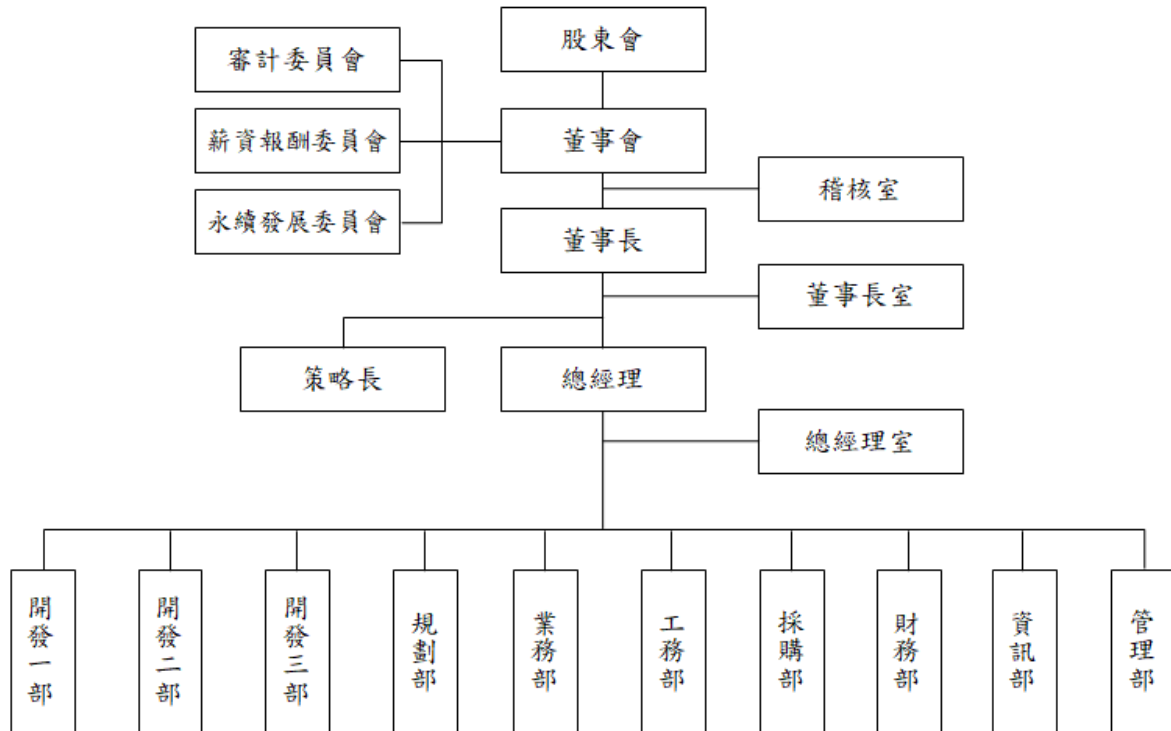 股東會
審計委員會
薪資報酬委員會
董事會
稽核室
永續發展委員會
董事長
董事長室
策略長
總經理
總經理室
開發一部
開發二部
開發三部
規劃部
業務部
工務部
採購部
財務部
資訊部
管理部